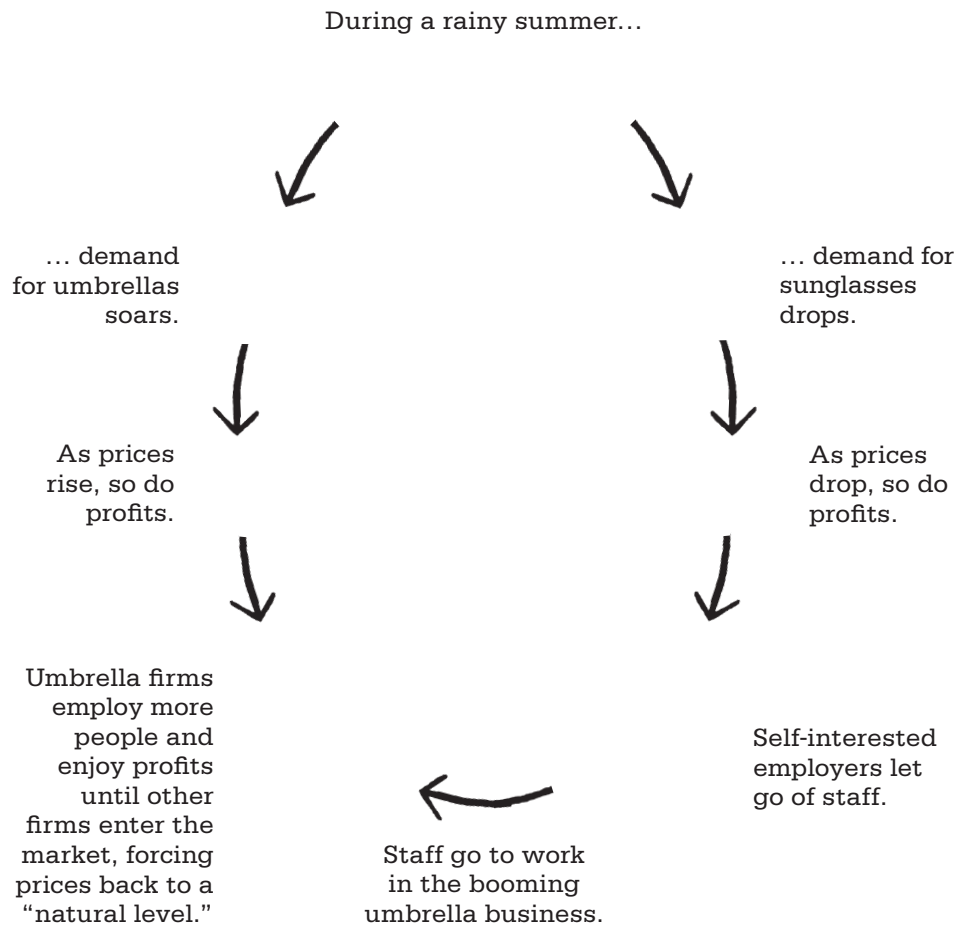 During a rainy summer…
… demand
for umbrellas
soars.
As prices
rise, so do
profits.
Umbrella firms
employ more
people and
enjoy profits
until other
firms enter the
market, forcing
prices back to a
“natural level.”
… demand for
sunglasses
drops.
As prices
drop, so do
profits.
Self-interested
employers let
go of staff.
Staff go to work
in the booming
umbrella business.